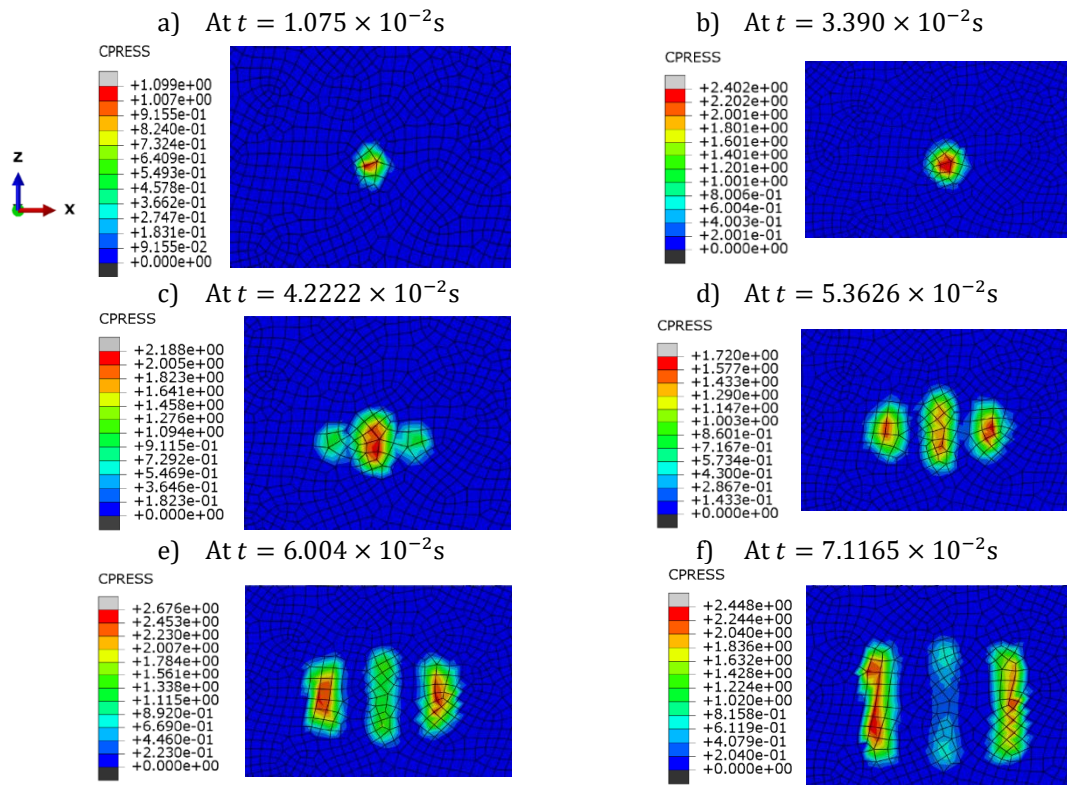 a) At t = 1.075 × 10⁻²s
CPRESS
+1.099e+00
+1.007e+00
+9.155e-01
+8.240e-01
+7.324e-01
+6.409e-01
+5.493e-01
+4.578e-01
+3.662e-01
+2.747e-01
+1.831e-01
+9.155e-02
+0.000e+00
z
x
b) At t = 3.390 × 10⁻²s
CPRESS
+2.402e+00
+2.202e+00
+2.001e+00
+1.801e+00
+1.601e+00
+1.401e+00
+1.201e+00
+1.001e+00
+8.006e-01
+6.004e-01
+4.003e-01
+2.001e-01
+0.000e+00
c) At t = 4.2222 × 10⁻²s
CPRESS
+2.188e+00
+2.005e+00
+1.823e+00
+1.641e+00
+1.458e+00
+1.276e+00
+1.094e+00
+9.115e-01
+7.292e-01
+5.469e-01
+3.646e-01
+1.823e-01
+0.000e+00
d) At t = 5.3626 × 10⁻²s
CPRESS
+1.720e+00
+1.577e+00
+1.433e+00
+1.290e+00
+1.147e+00
+1.003e+00
+8.601e-01
+7.167e-01
+5.734e-01
+4.300e-01
+2.867e-01
+1.433e-01
+0.000e+00
e) At t = 6.004 × 10⁻²s
CPRESS
+2.676e+00
+2.453e+00
+2.230e+00
+2.007e+00
+1.784e+00
+1.561e+00
+1.338e+00
+1.115e+00
+8.920e-01
+6.690e-01
+4.460e-01
+2.230e-01
+0.000e+00
f) At t = 7.1165 × 10⁻²s
CPRESS
+2.448e+00
+2.244e+00
+2.040e+00
+1.836e+00
+1.632e+00
+1.428e+00
+1.224e+00
+1.020e+00
+8.158e-01
+6.119e-01
+4.079e-01
+2.040e-01
+0.000e+00